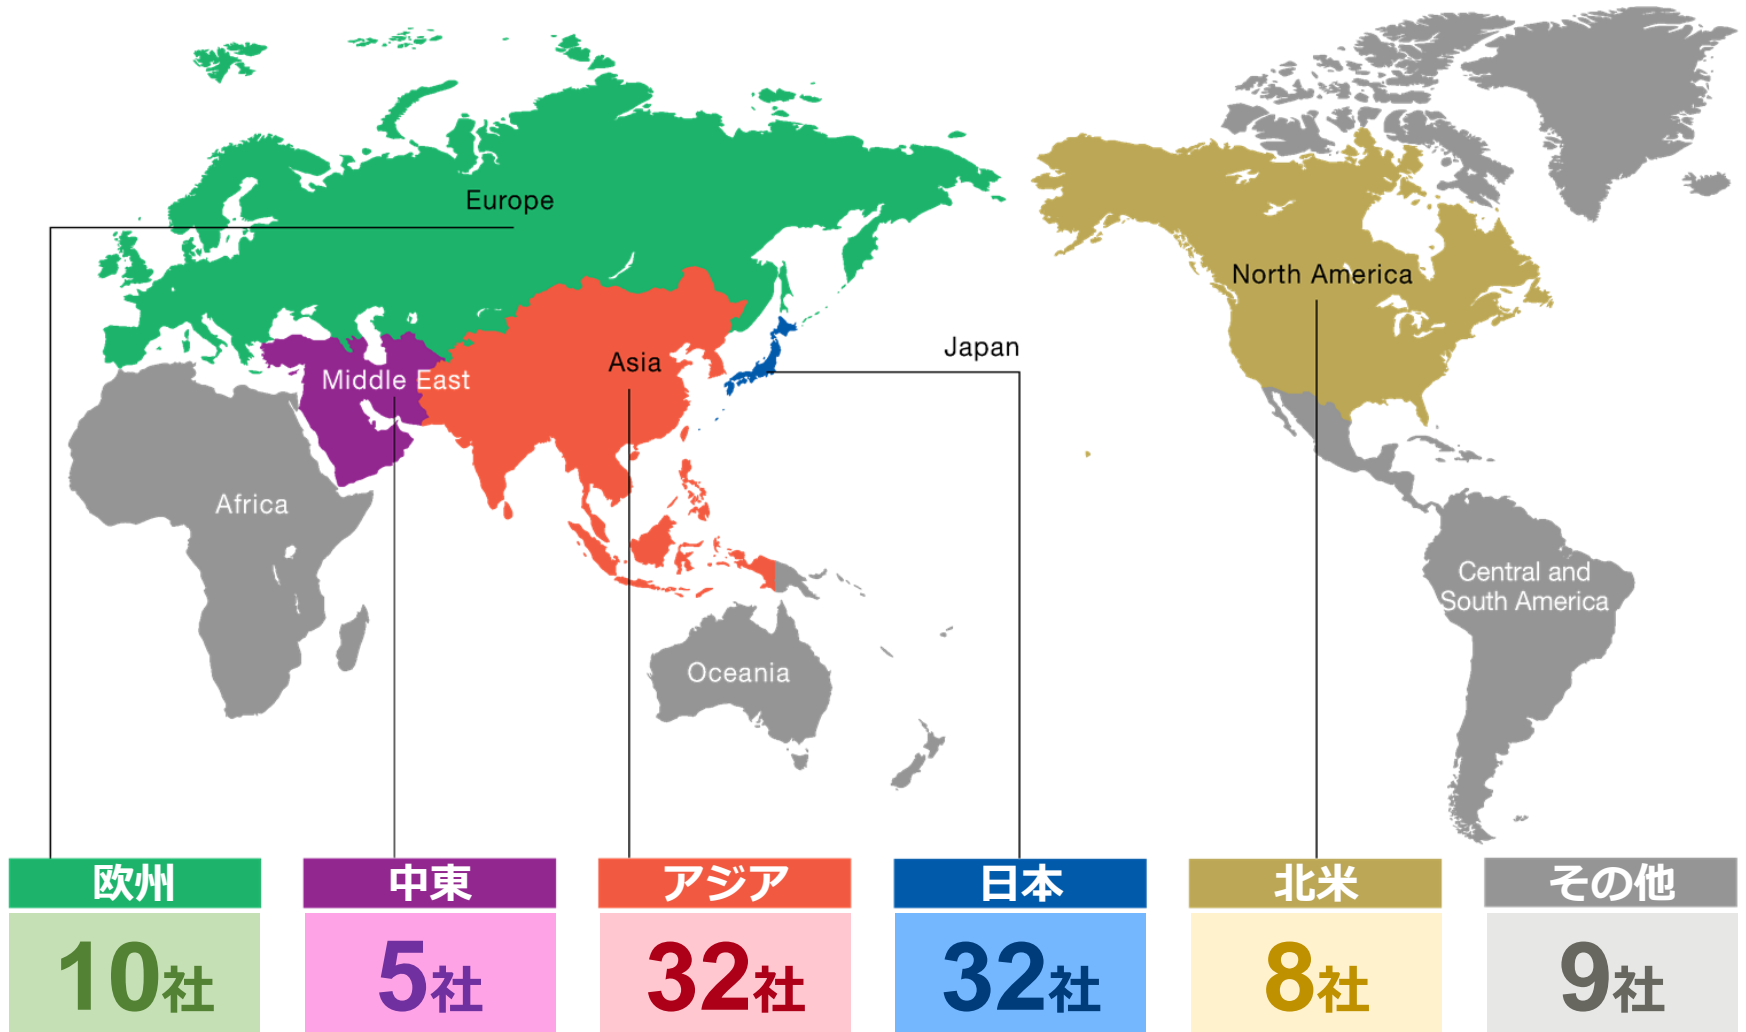 Europe
North America
Japan
Asia
Middle East
Africa
Central and
South America
Oceania
欧州
中東
アジア
日本
北米
その他
10社
5社
32社
32社
8社
9社